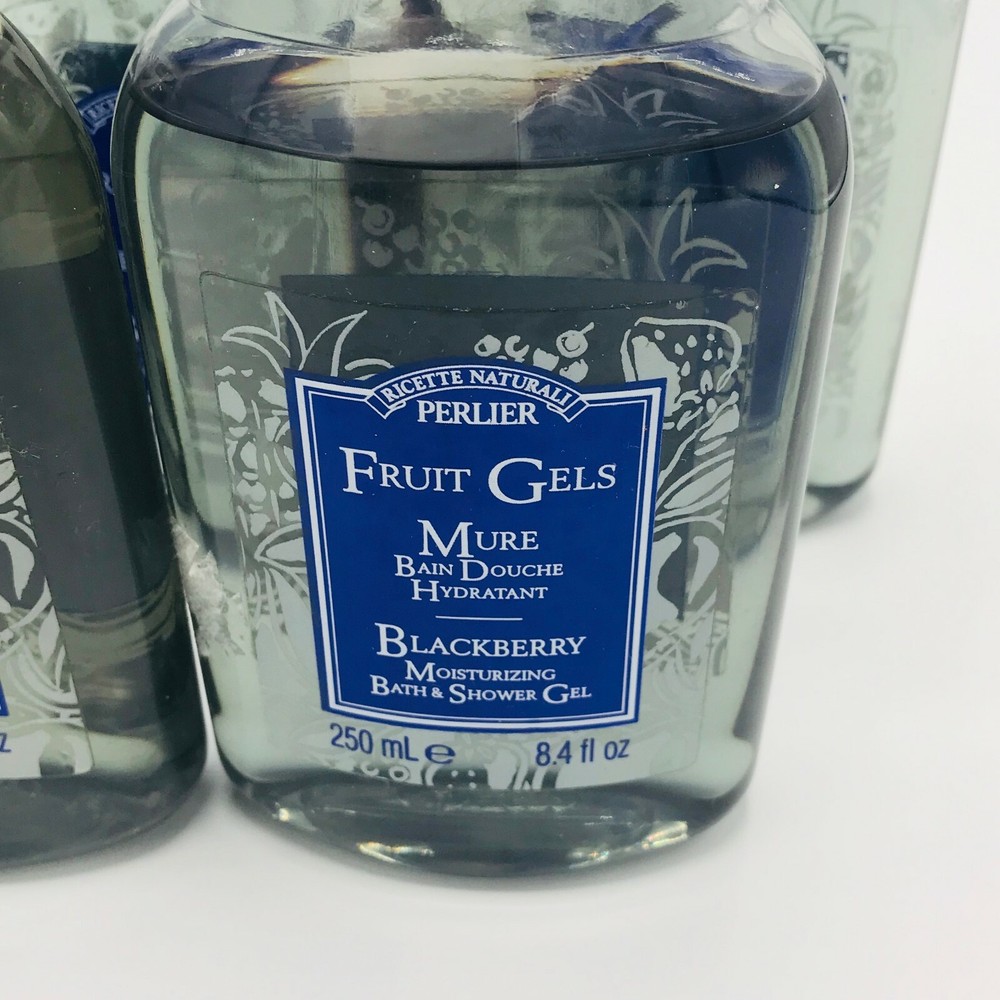 RICETTE NATURALI
PERLIER
FRUIT GELS
MURE
BAIN DOUCHE
HYDRATANT
BLACKBERRY
MOISTURIZING
BATH & SHOWER GEL
250 mL ℮ 8.4 fl oz